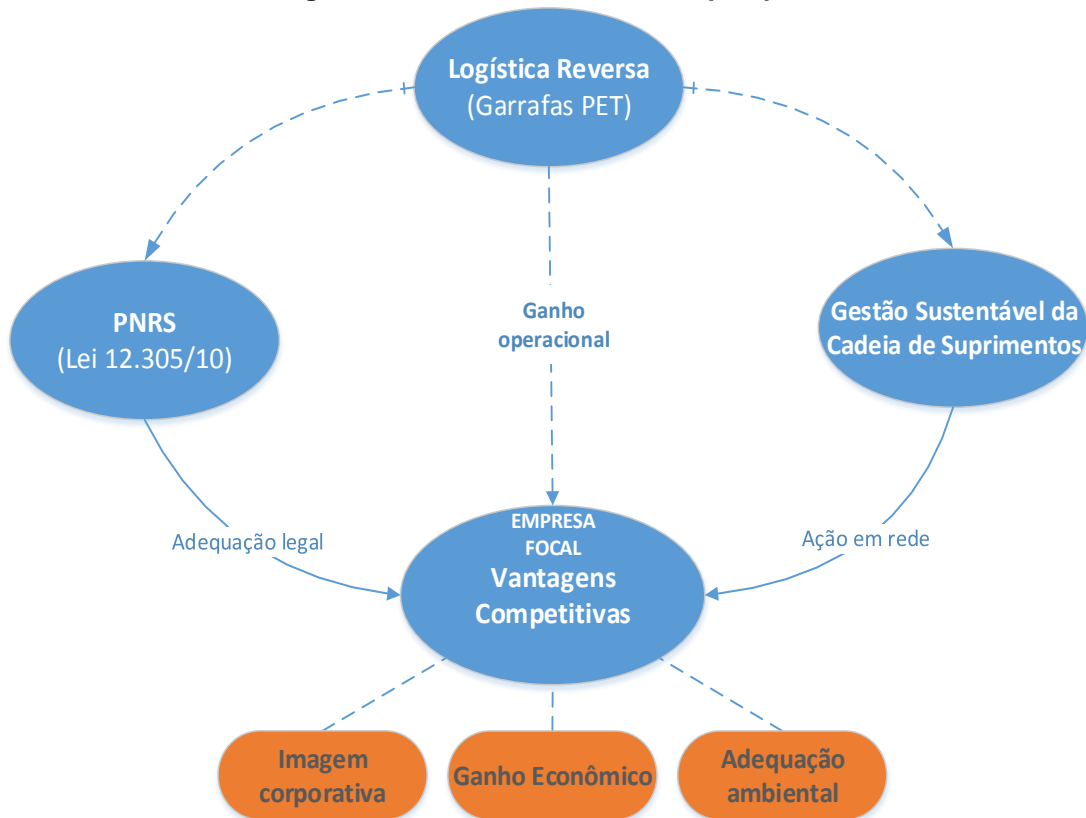 Logística Reversa
(Garrafas PET)
PNRS
(Lei 12.305/10)
Ganho
operacional
Gestão Sustentável da
Cadeia de Suprimentos
Adequação legal
Ação em rede
EMPRESA
FOCAL
Vantagens
Competitivas
Imagem
corporativa
Ganho Econômico
Adequação
ambiental